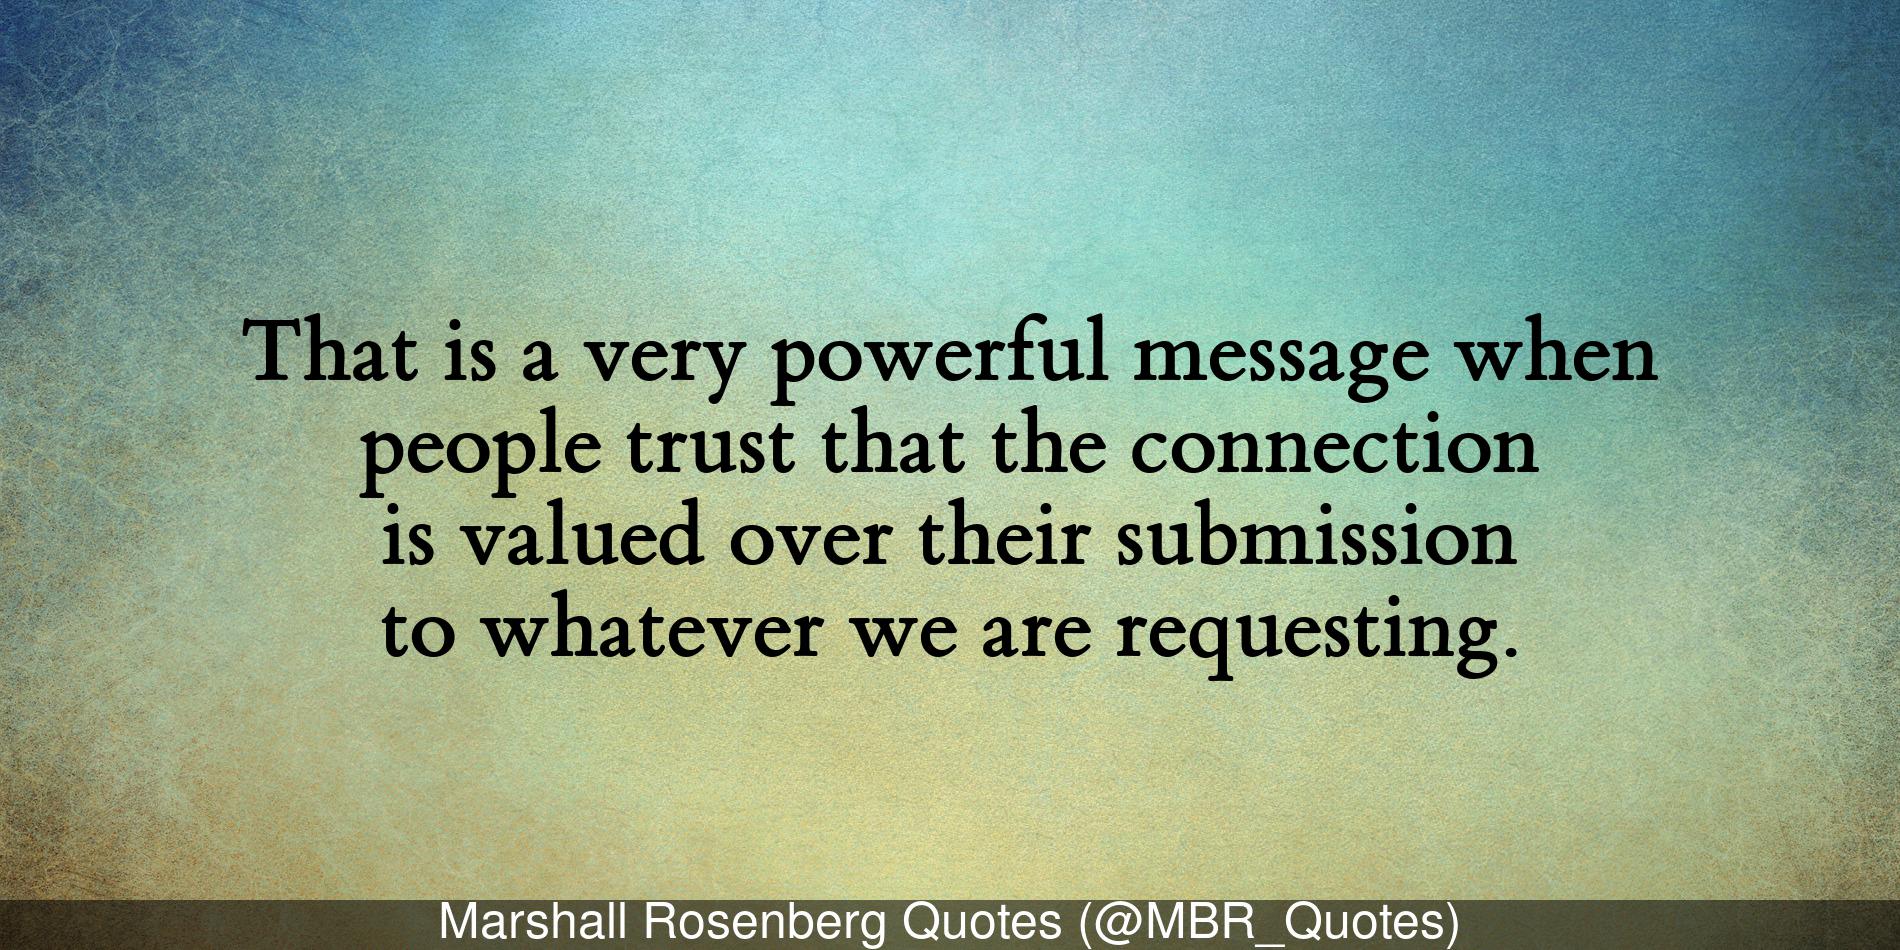 That is a very powerful message when
people trust that the connection
is valued over their submission
to whatever we are requesting.
Marshall Rosenberg Quotes (@MBR_Quotes)